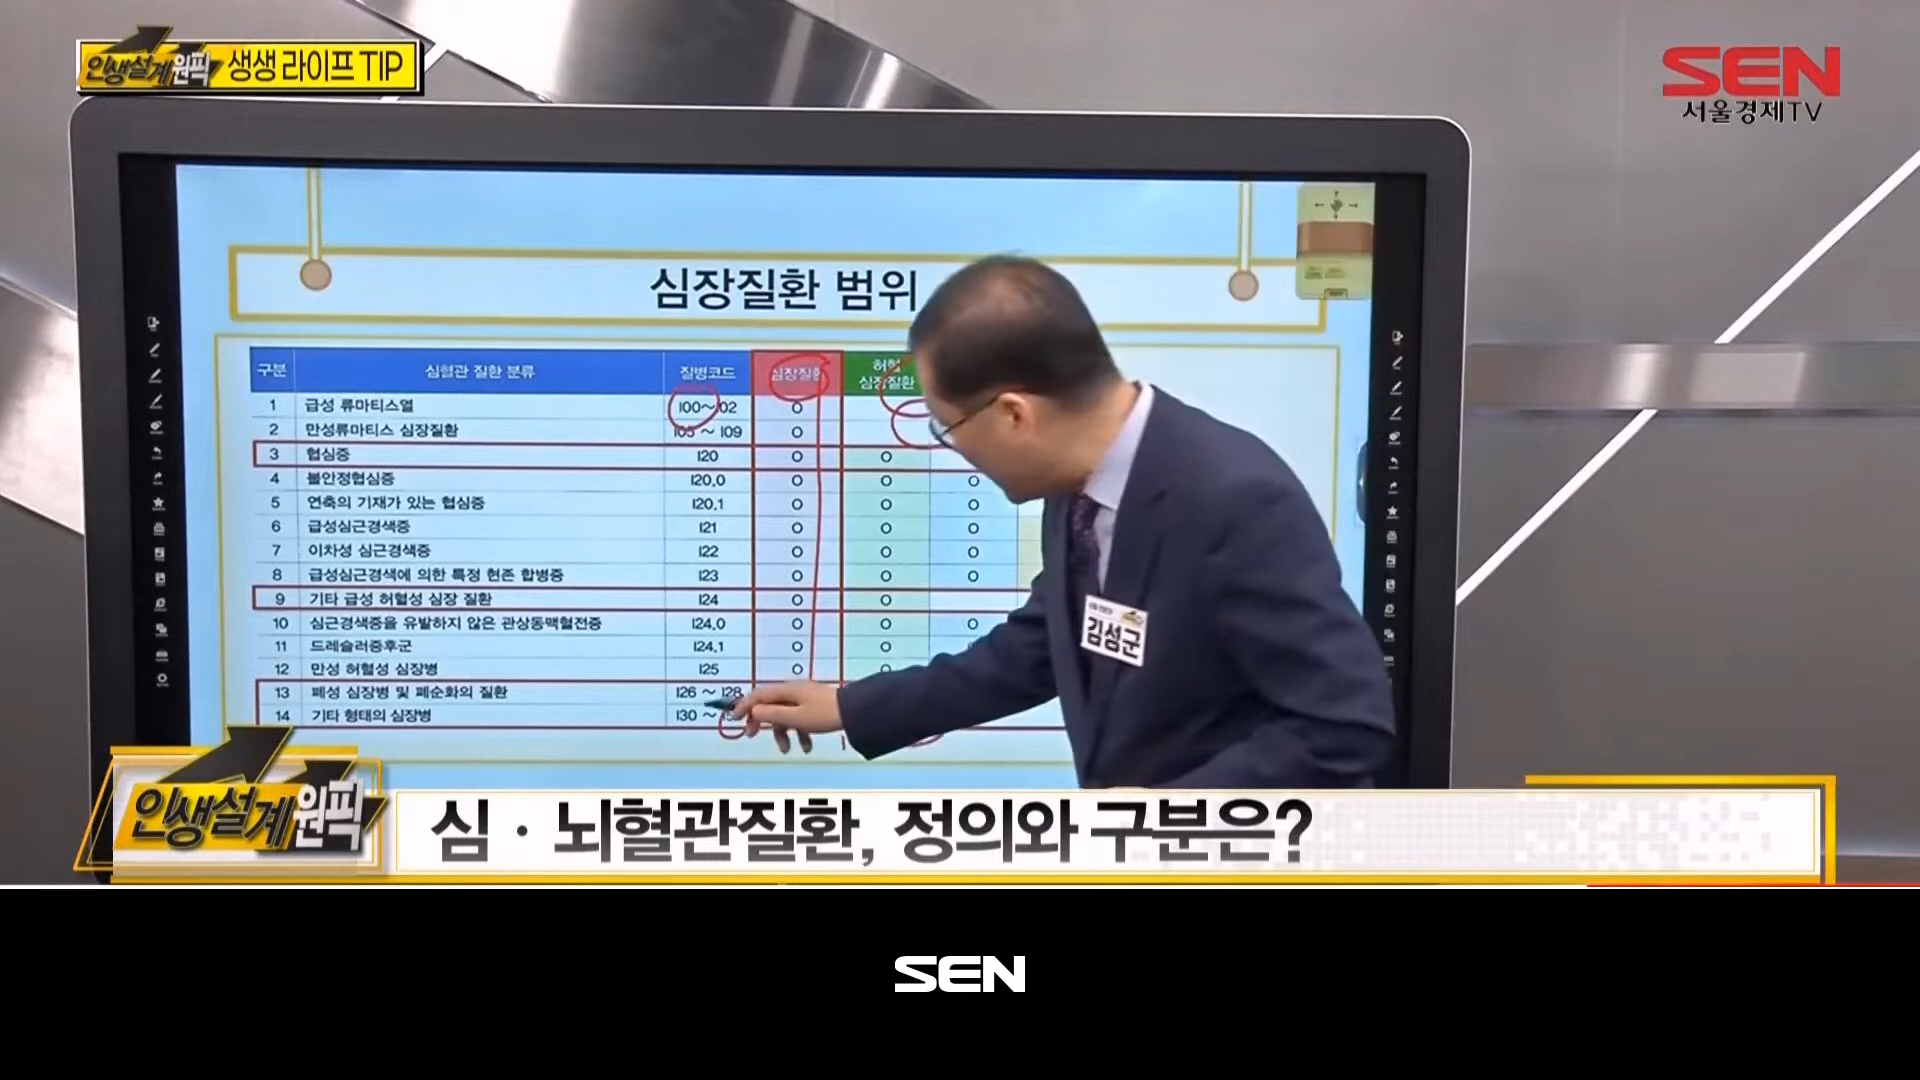 인생설계원픽 생생 라이프 TIP
SEN
서울경제TV
심장질환 범위
구분 심혈관 질환 분류 질병코드 심장질환 허혈 심장질환
1 급성 류마티스열 I00~ 02 O
2 만성류마티스 심장질환 I05 ~ I09 O
3 협심증 I20 O O
4 불안정협심증 I20.0 O O O
5 연축의 기재가 있는 협심증 I20.1 O O O
6 급성심근경색증 I21 O O O
7 이차성 심근경색증 I22 O O O
8 급성심근경색에 의한 특정 현존 합병증 I23 O O O
9 기타 급성 허혈성 심장 질환 I24 O O
10 심근경색증을 유발하지 않은 관상동맥혈전증 I24.0 O O O
11 드레슬러증후군 I24.1 O O
12 만성 허혈성 심장병 I25 O O
13 폐성 심장병 및 폐순화의 질환 I26 ~ I28
14 기타 형태의 심장병 I30 ~
김성군
인생설계원픽
심 · 뇌혈관질환, 정의와 구분은?
SEN